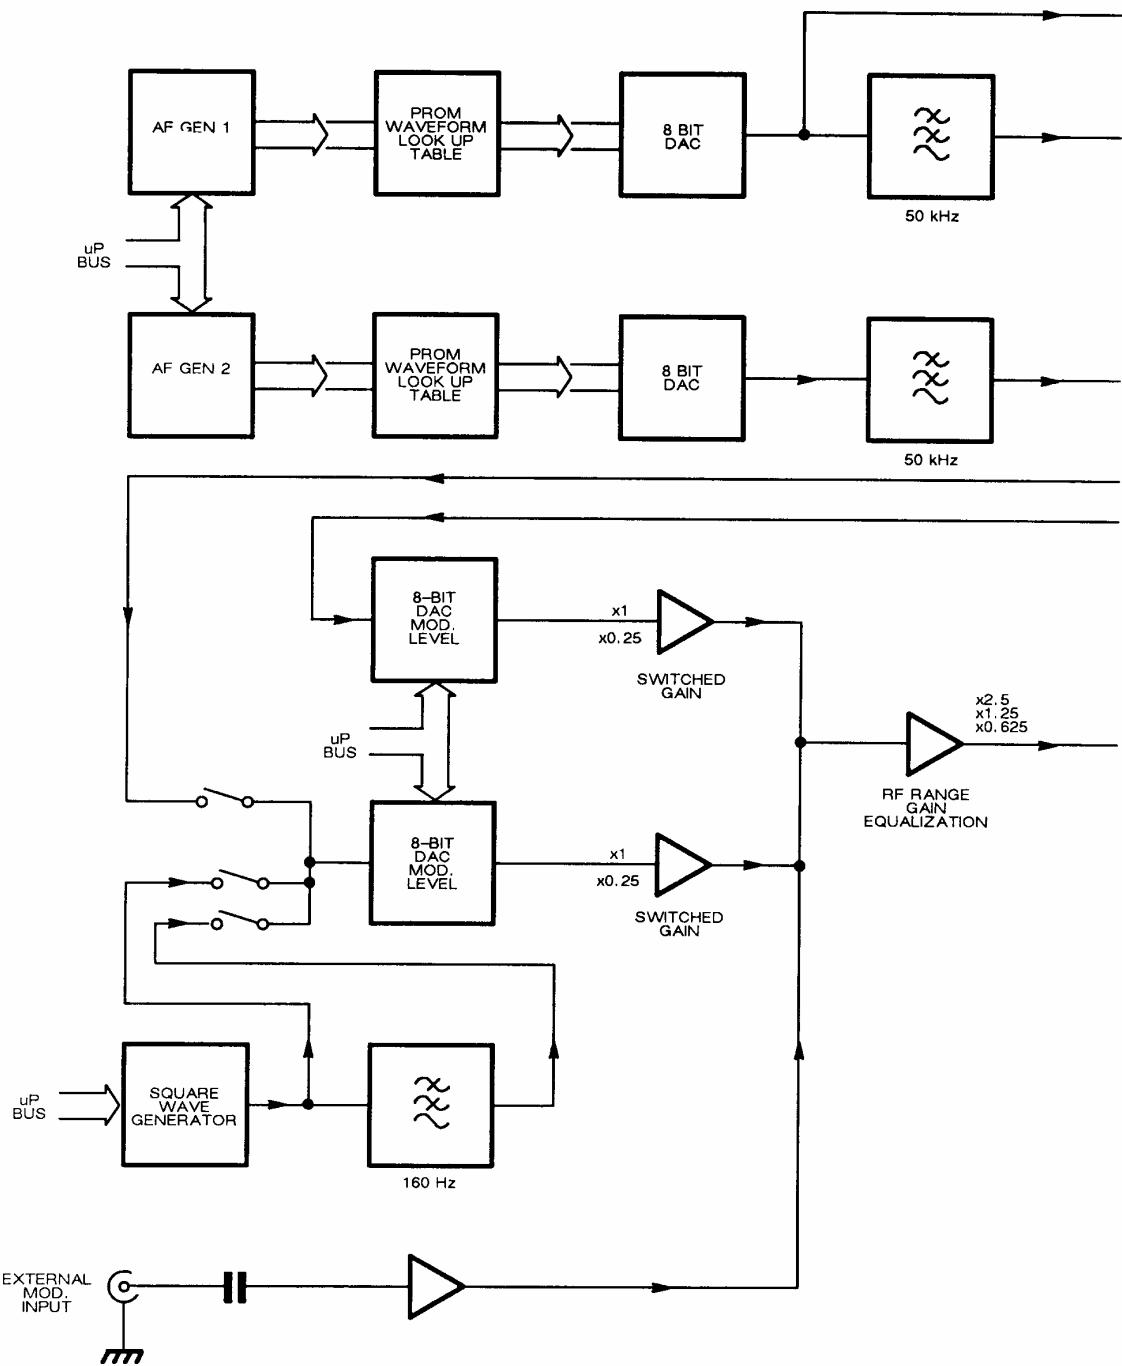 AF GEN 1
PROM
WAVEFORM
LOOK UP
TABLE
8 BIT
DAC
50 kHz
uP
BUS
AF GEN 2
PROM
WAVEFORM
LOOK UP
TABLE
8 BIT
DAC
50 kHz
8-BIT
DAC
MOD.
LEVEL
x1
x0.25
SWITCHED
GAIN
uP
BUS
x2.5
x1.25
x0.625
RF RANGE
GAIN
EQUALIZATION
8-BIT
DAC
MOD.
LEVEL
x1
x0.25
SWITCHED
GAIN
uP
BUS
SQUARE
WAVE
GENERATOR
160 Hz
EXTERNAL
MOD.
INPUT